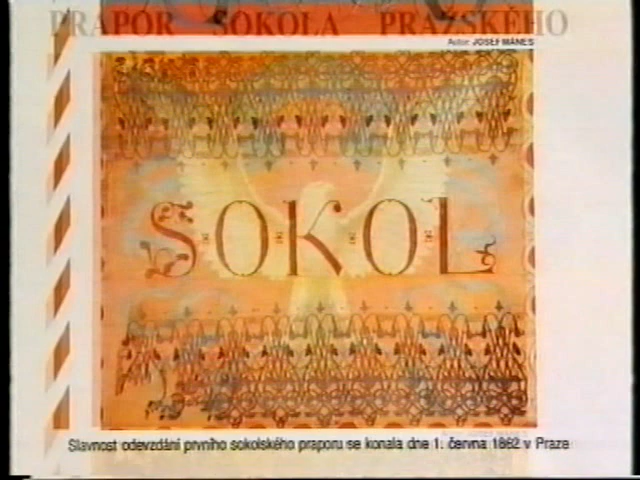 PRAPOR SOKOLA PRAŽSKÉHO
Autor: JOSEF MÁNES
SOKOL
Slavnost odevzdání prvního sokolského praporu se konala dne 1. června 1862 v Praze